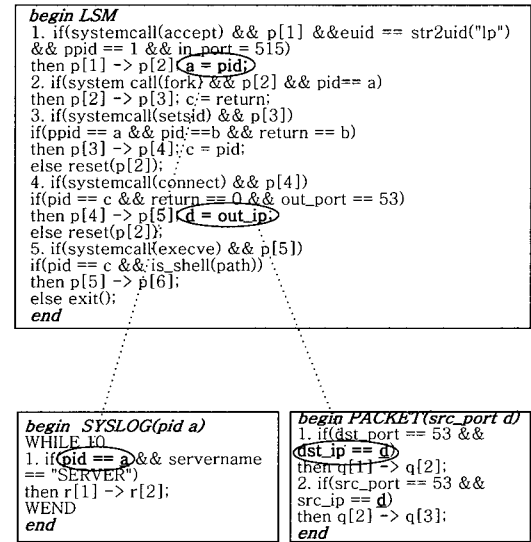 begin LSM
1. if(systemcall(accept) && p[1] &&euid == str2uid("lp")
&& ppid == 1 && in_port = 515)
then p[1] -> p[2] a = pid;
2. if(system call(fork) && p[2] && pid== a)
then p[2] -> p[3]; c = return;
3. if(systemcall(setsid) && p[3])
if(ppid == a && pid ==b && return == b)
then p[3] -> p[4]; c = pid;
else reset(p[2]);
4. if(systemcall(connect) && p[4])
if(pid == c && return == 0 && out_port == 53)
then p[4] -> p[5] d = out_ip;
else reset(p[2]);
5. if(systemcall(execve) && p[5])
if(pid == c && is_shell(path))
then p[5] -> p[6];
else exit();
end
begin SYSLOG(pid a)
WHILE 10
1. if(pid == a) && servername
== "SERVER")
then r[1] -> r[2];
WEND
end
begin PACKET(src_port d)
1. if(dst_port == 53 &&
dst_ip == d)
then q[1] -> q[2];
2. if(src_port == 53 &&
src_ip == d)
then q[2] -> q[3];
end